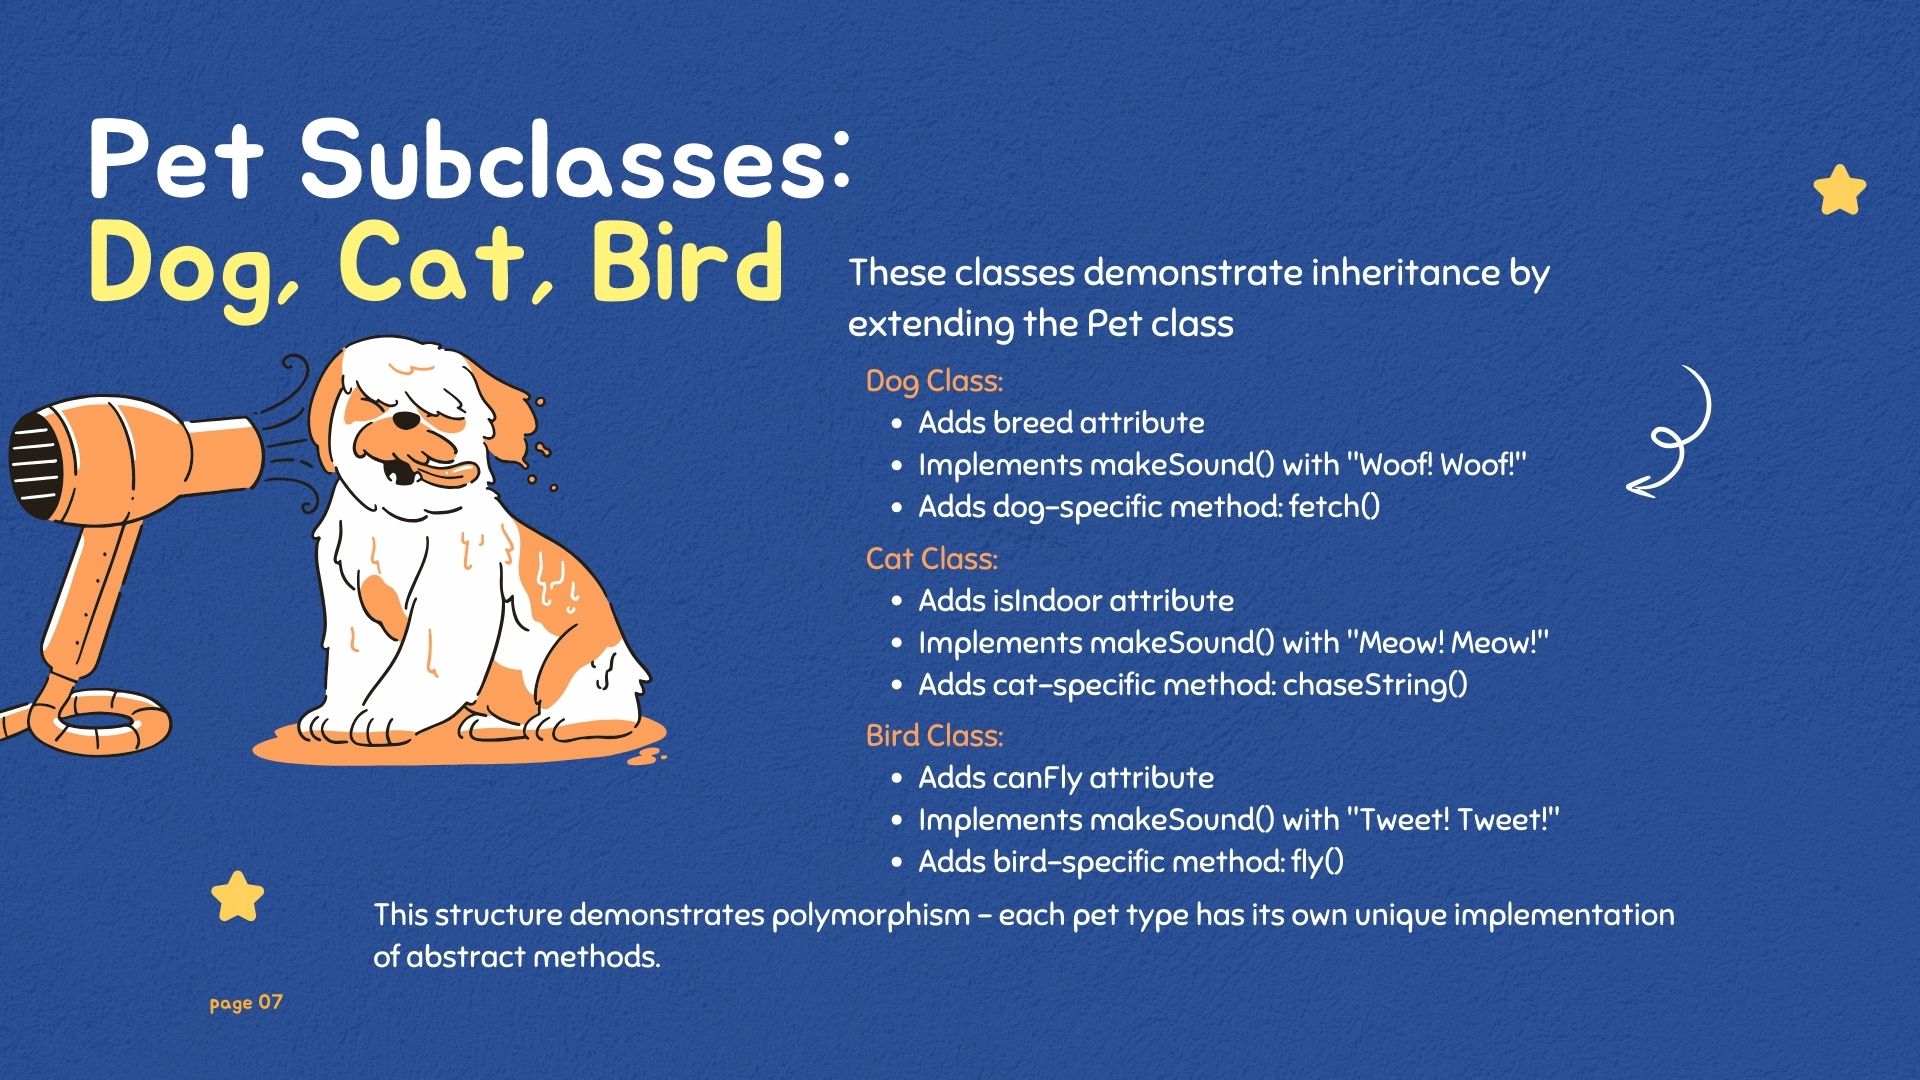 Pet Subclasses:
Dog, Cat, Bird
These classes demonstrate inheritance by
extending the Pet class
Dog Class:
• Adds breed attribute
• Implements makeSound() with "Woof! Woof!"
• Adds dog-specific method: fetch()
Cat Class:
• Adds isIndoor attribute
• Implements makeSound() with "Meow! Meow!"
• Adds cat-specific method: chaseString()
Bird Class:
• Adds canFly attribute
• Implements makeSound() with "Tweet! Tweet!"
• Adds bird-specific method: fly()
This structure demonstrates polymorphism - each pet type has its own unique implementation
of abstract methods.
page 07